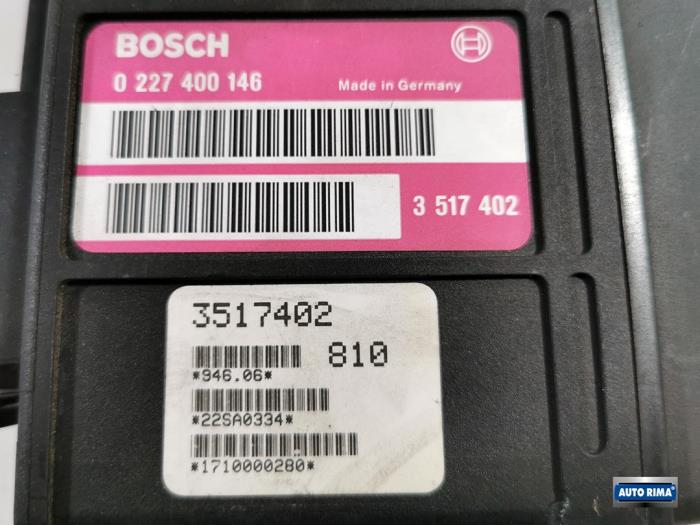 BOSCH
0 227 400 146 Made in Germany
3 517 402
3517402
810
*946.06*
*22SA0334*
*1710000280*
AUTO RIMA